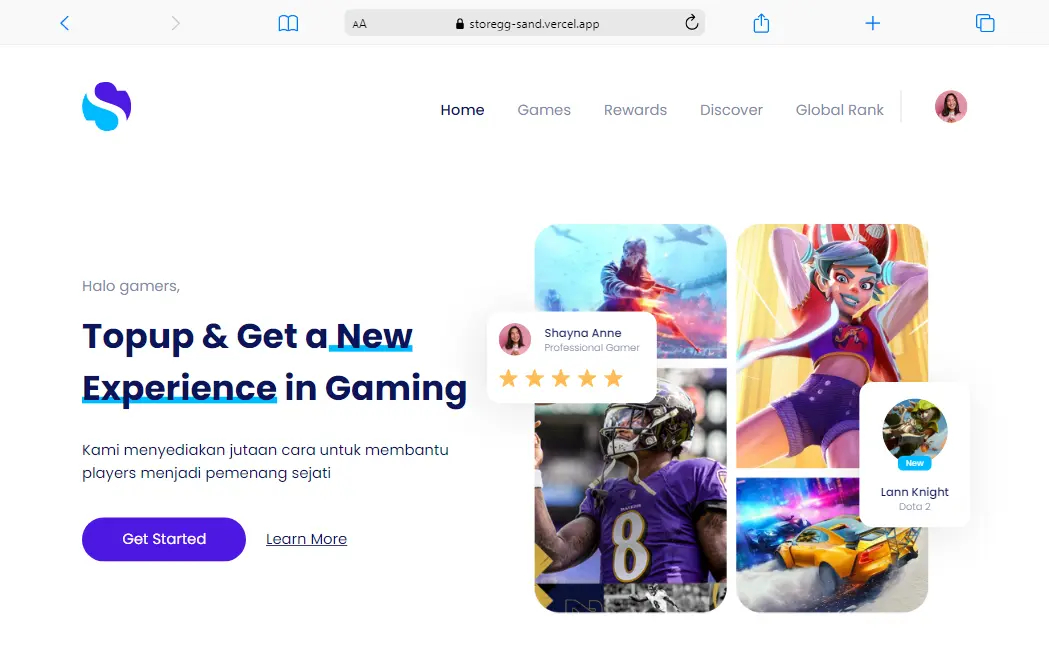 AA
storegg-sand.vercel.app
Home
Games
Rewards
Discover
Global Rank
Halo gamers,
Topup & Get a New
Experience in Gaming
Kami menyediakan jutaan cara untuk membantu
players menjadi pemenang sejati
Get Started
Learn More
Shayna Anne
Professional Gamer
8
New
Lann Knight
Dota 2